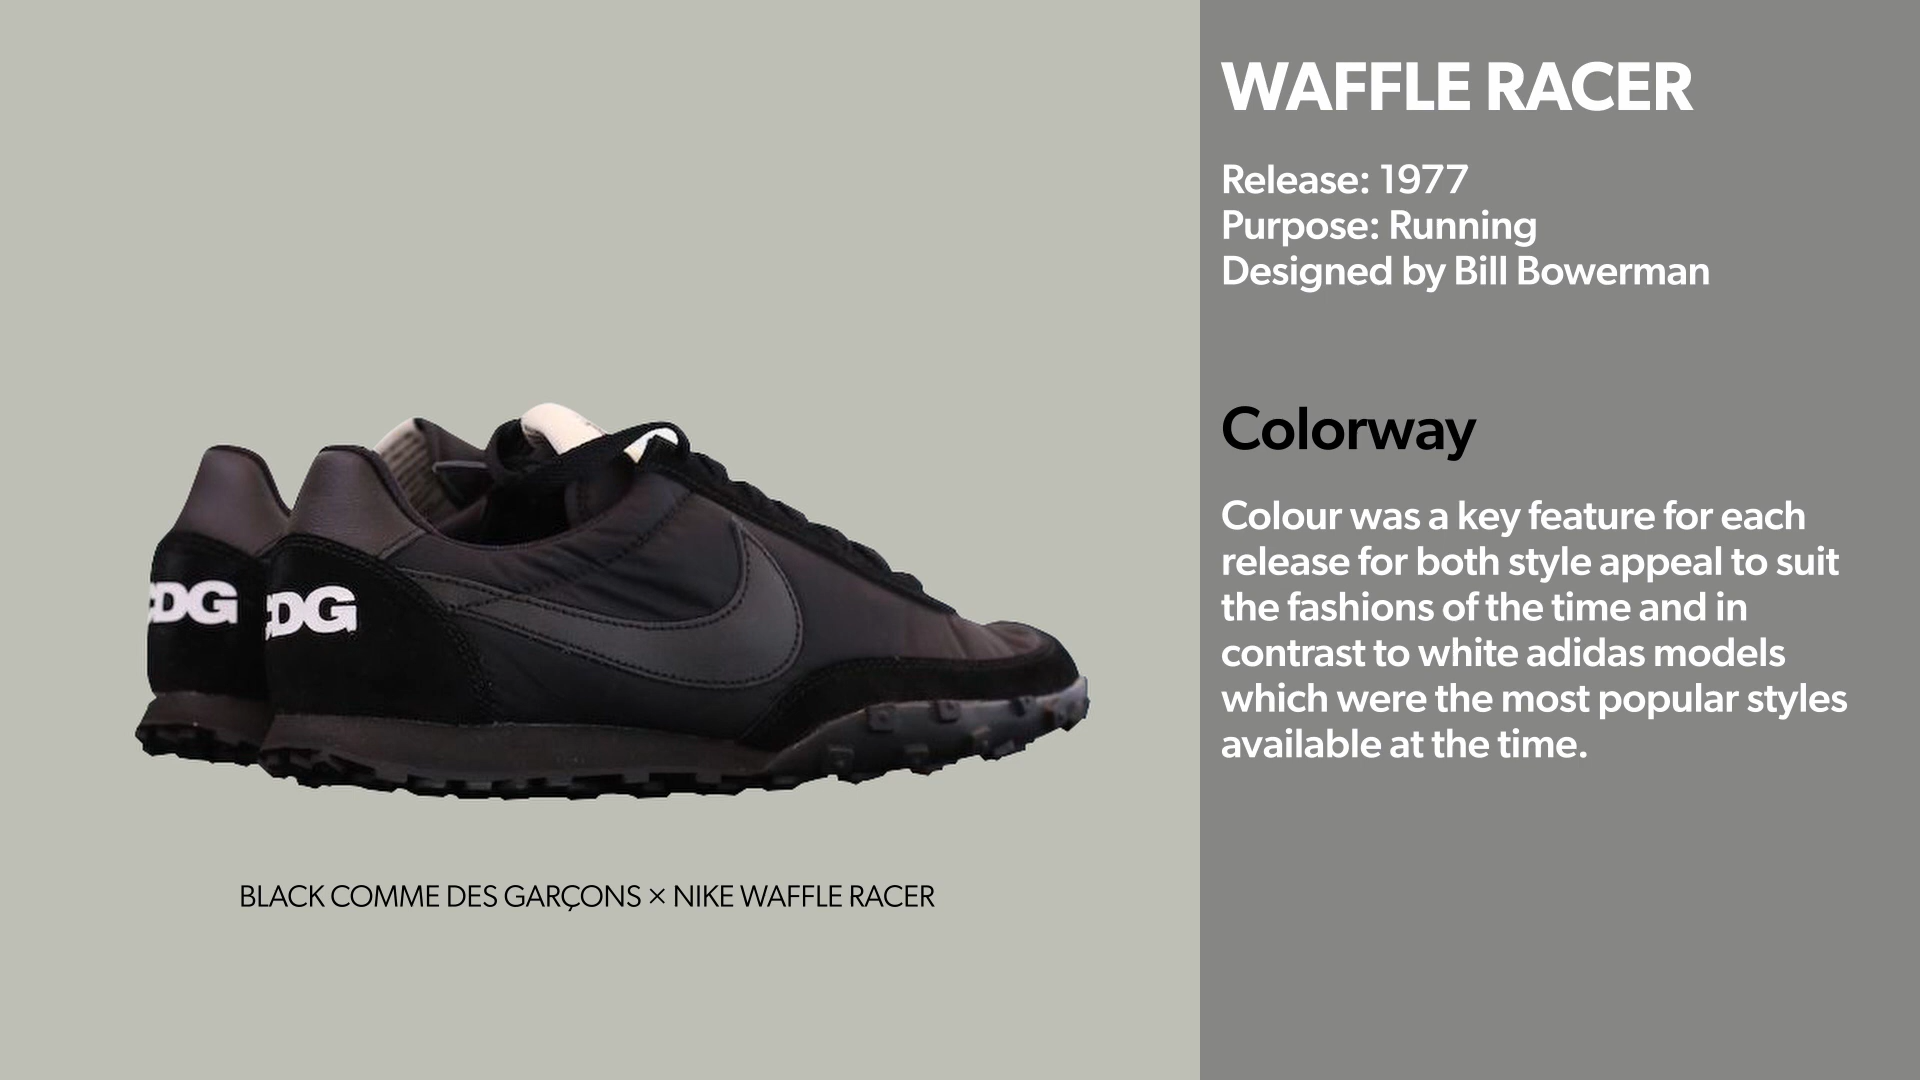 WAFFLE RACER
Release: 1977
Purpose: Running
Designed by Bill Bowerman
Colorway
Colour was a key feature for each
release for both style appeal to suit
the fashions of the time and in
contrast to white adidas models
which were the most popular styles
available at the time.
CDG
CDG
BLACK COMME DES GARÇONS × NIKE WAFFLE RACER